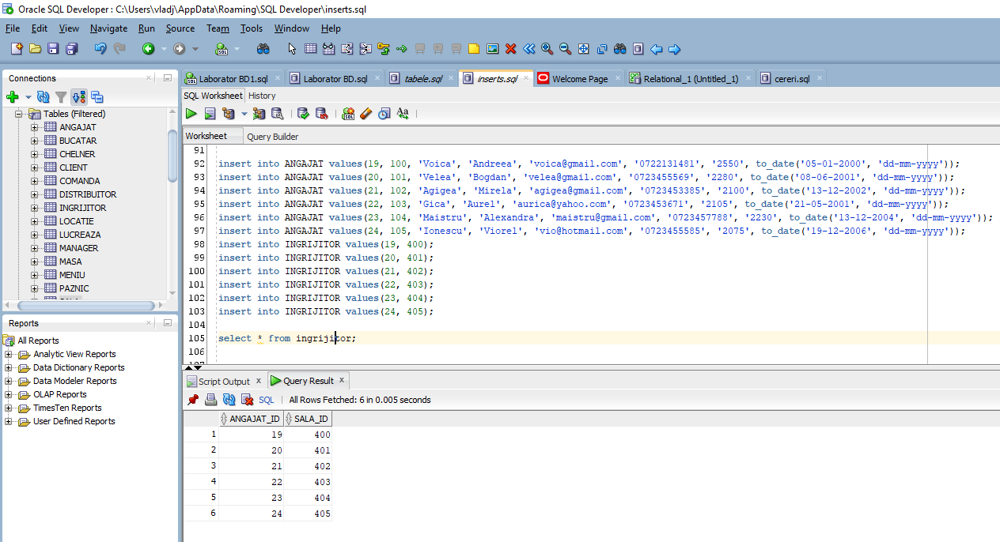 Oracle SQL Developer : C:\Users\vladj\AppData\Roaming\SQL Developer\inserts.sql
File Edit View Navigate Run Source Team Tools Window Help
Connections
Tables (Filtered)
ANGAJAT
BUCATAR
CHELNER
CLIENT
COMANDA
DISTRIBUITOR
INGRIJITOR
LOCATIE
LUCREAZA
MANAGER
MASA
MENIU
PAZNIC
Reports
All Reports
Analytic View Reports
Data Dictionary Reports
Data Modeler Reports
OLAP Reports
TimesTen Reports
User Defined Reports
Laborator BD1.sql Laborator BD.sql tabele.sql inserts.sql Welcome Page Relational_1 (Untitled_1) cereri.sql
SQL Worksheet History
Worksheet Query Builder
91
92 insert into ANGAJAT values(19, 100, 'Voica', 'Andreea', 'voica@gmail.com', '0722131481', '2550', to_date('05-01-2000', 'dd-mm-yyyy'));
93 insert into ANGAJAT values(20, 101, 'Velea', 'Bogdan', 'velea@gmail.com', '0723455569', '2280', to_date('08-06-2001', 'dd-mm-yyyy'));
94 insert into ANGAJAT values(21, 102, 'Agigea', 'Mirela', 'agigea@gmail.com', '0723453385', '2100', to_date('13-12-2002', 'dd-mm-yyyy'));
95 insert into ANGAJAT values(22, 103, 'Gica', 'Aurel', 'aurica@yahoo.com', '0723453671', '2105', to_date('21-05-2001', 'dd-mm-yyyy'));
96 insert into ANGAJAT values(23, 104, 'Maistru', 'Alexandra', 'maistru@gmail.com', '0723457788', '2230', to_date('13-12-2004', 'dd-mm-yyyy'));
97 insert into ANGAJAT values(24, 105, 'Ionescu', 'Viorel', 'vio@hotmail.com', '0723455585', '2075', to_date('19-12-2006', 'dd-mm-yyyy'));
98 insert into INGRIJITOR values(19, 400);
99 insert into INGRIJITOR values(20, 401);
100 insert into INGRIJITOR values(21, 402);
101 insert into INGRIJITOR values(22, 403);
102 insert into INGRIJITOR values(23, 404);
103 insert into INGRIJITOR values(24, 405);
104
105 select * from ingrijitor;
106
Script Output Query Result
SQL All Rows Fetched: 6 in 0.005 seconds
ANGAJAT_ID SALA_ID
1 19 400
2 20 401
3 21 402
4 22 403
5 23 404
6 24 405